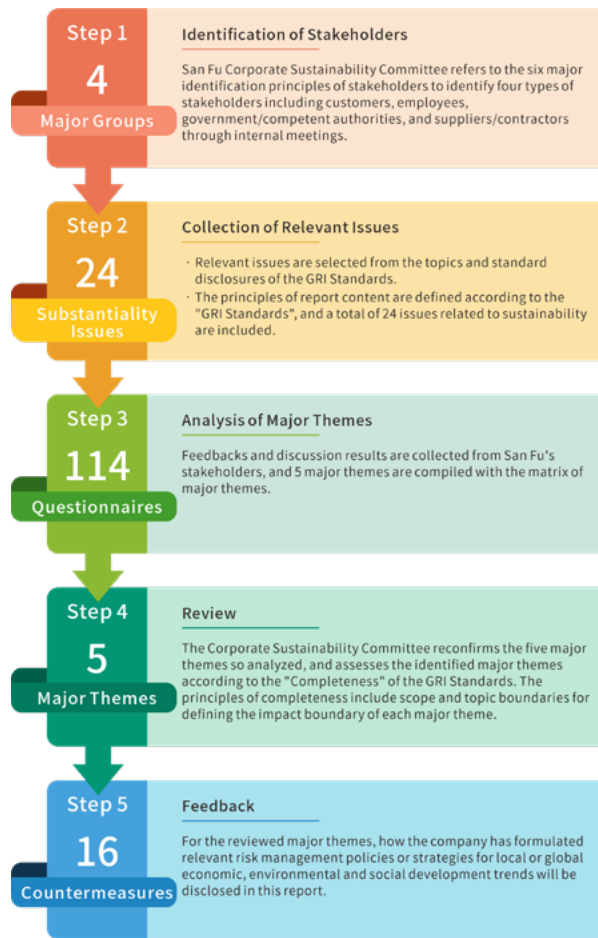 Step 1
4
Major Groups
Identification of Stakeholders
San Fu Corporate Sustainability Committee refers to the six major
identification principles of stakeholders to identify four types of
stakeholders including customers, employees,
government/competent authorities, and suppliers/contractors
through internal meetings.
Step 2
24
Substantiality
Issues
Collection of Relevant Issues
· Relevant issues are selected from the topics and standard
disclosures of the GRI Standards.
· The principles of report content are defined according to the
"GRI Standards", and a total of 24 issues related to sustainability
are included.
Step 3
114
Questionnaires
Analysis of Major Themes
Feedbacks and discussion results are collected from San Fu's
stakeholders, and 5 major themes are compiled with the matrix of
major themes.
Step 4
5
Major Themes
Review
The Corporate Sustainability Committee reconfirms the five major
themes so analyzed, and assesses the identified major themes
according to the "Completeness" of the GRI Standards. The
principles of completeness include scope and topic boundaries for
defining the impact boundary of each major theme.
Step 5
16
Countermeasures
Feedback
For the reviewed major themes, how the company has formulated
relevant risk management policies or strategies for local or global
economic, environmental and social development trends will be
disclosed in this report.